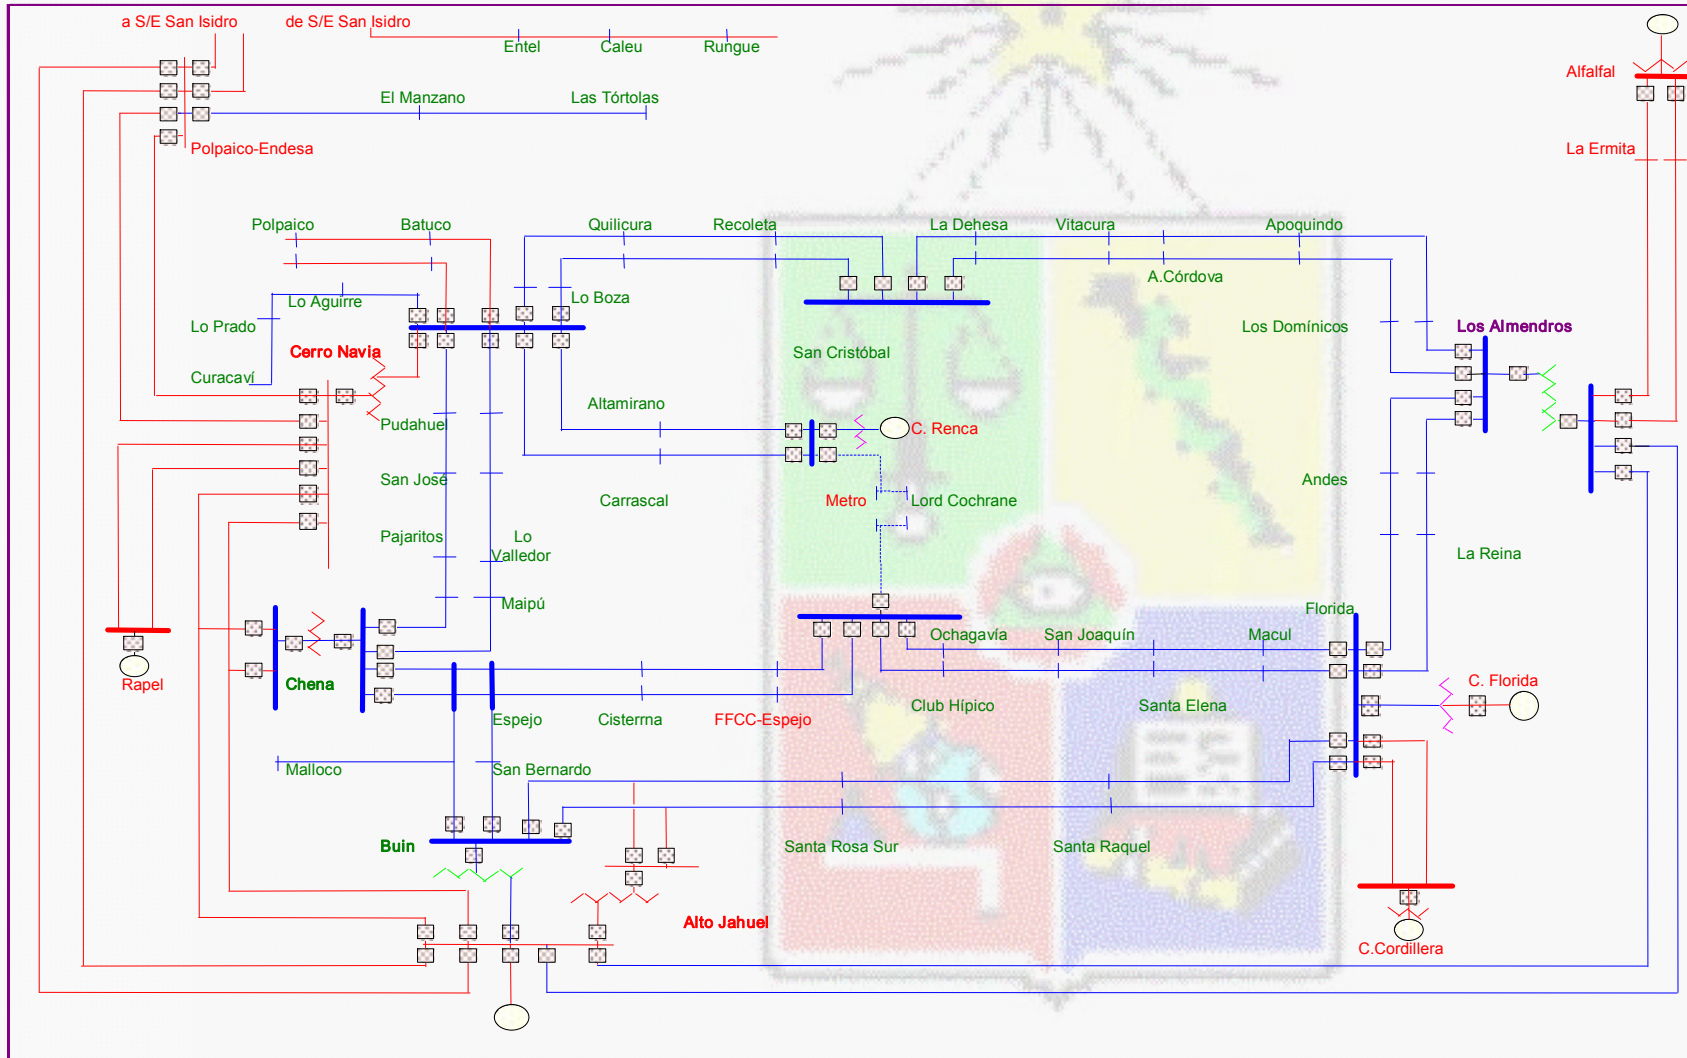 a S/E San Isidro
de S/E San Isidro
Entel
Caleu
Rungue
Alfalfal
El Manzano
Las Tórtolas
Polpaico-Endesa
La Ermita
Polpaico
Batuco
Quilicura
Recoleta
La Dehesa
Vitacura
Apoquindo
A.Córdova
Lo Aguirre
Lo Boza
Lo Prado
Los Domínicos
Los Almendros
Cerro Navia
San Cristóbal
Curacaví
Altamirano
Pudahuel
C. Renca
San José
Carrascal
Metro
Lord Cochrane
Andes
Pajaritos
Lo
Valledor
La Reina
Maipú
Florida
Ochagavía
San Joaquín
Macul
Rapel
Chena
C. Florida
Espejo
Cisterrna
FFCC-Espejo
Club Hípico
Santa Elena
Malloco
San Bernardo
Buin
Santa Rosa Sur
Santa Raquel
Alto Jahuel
C.Cordillera